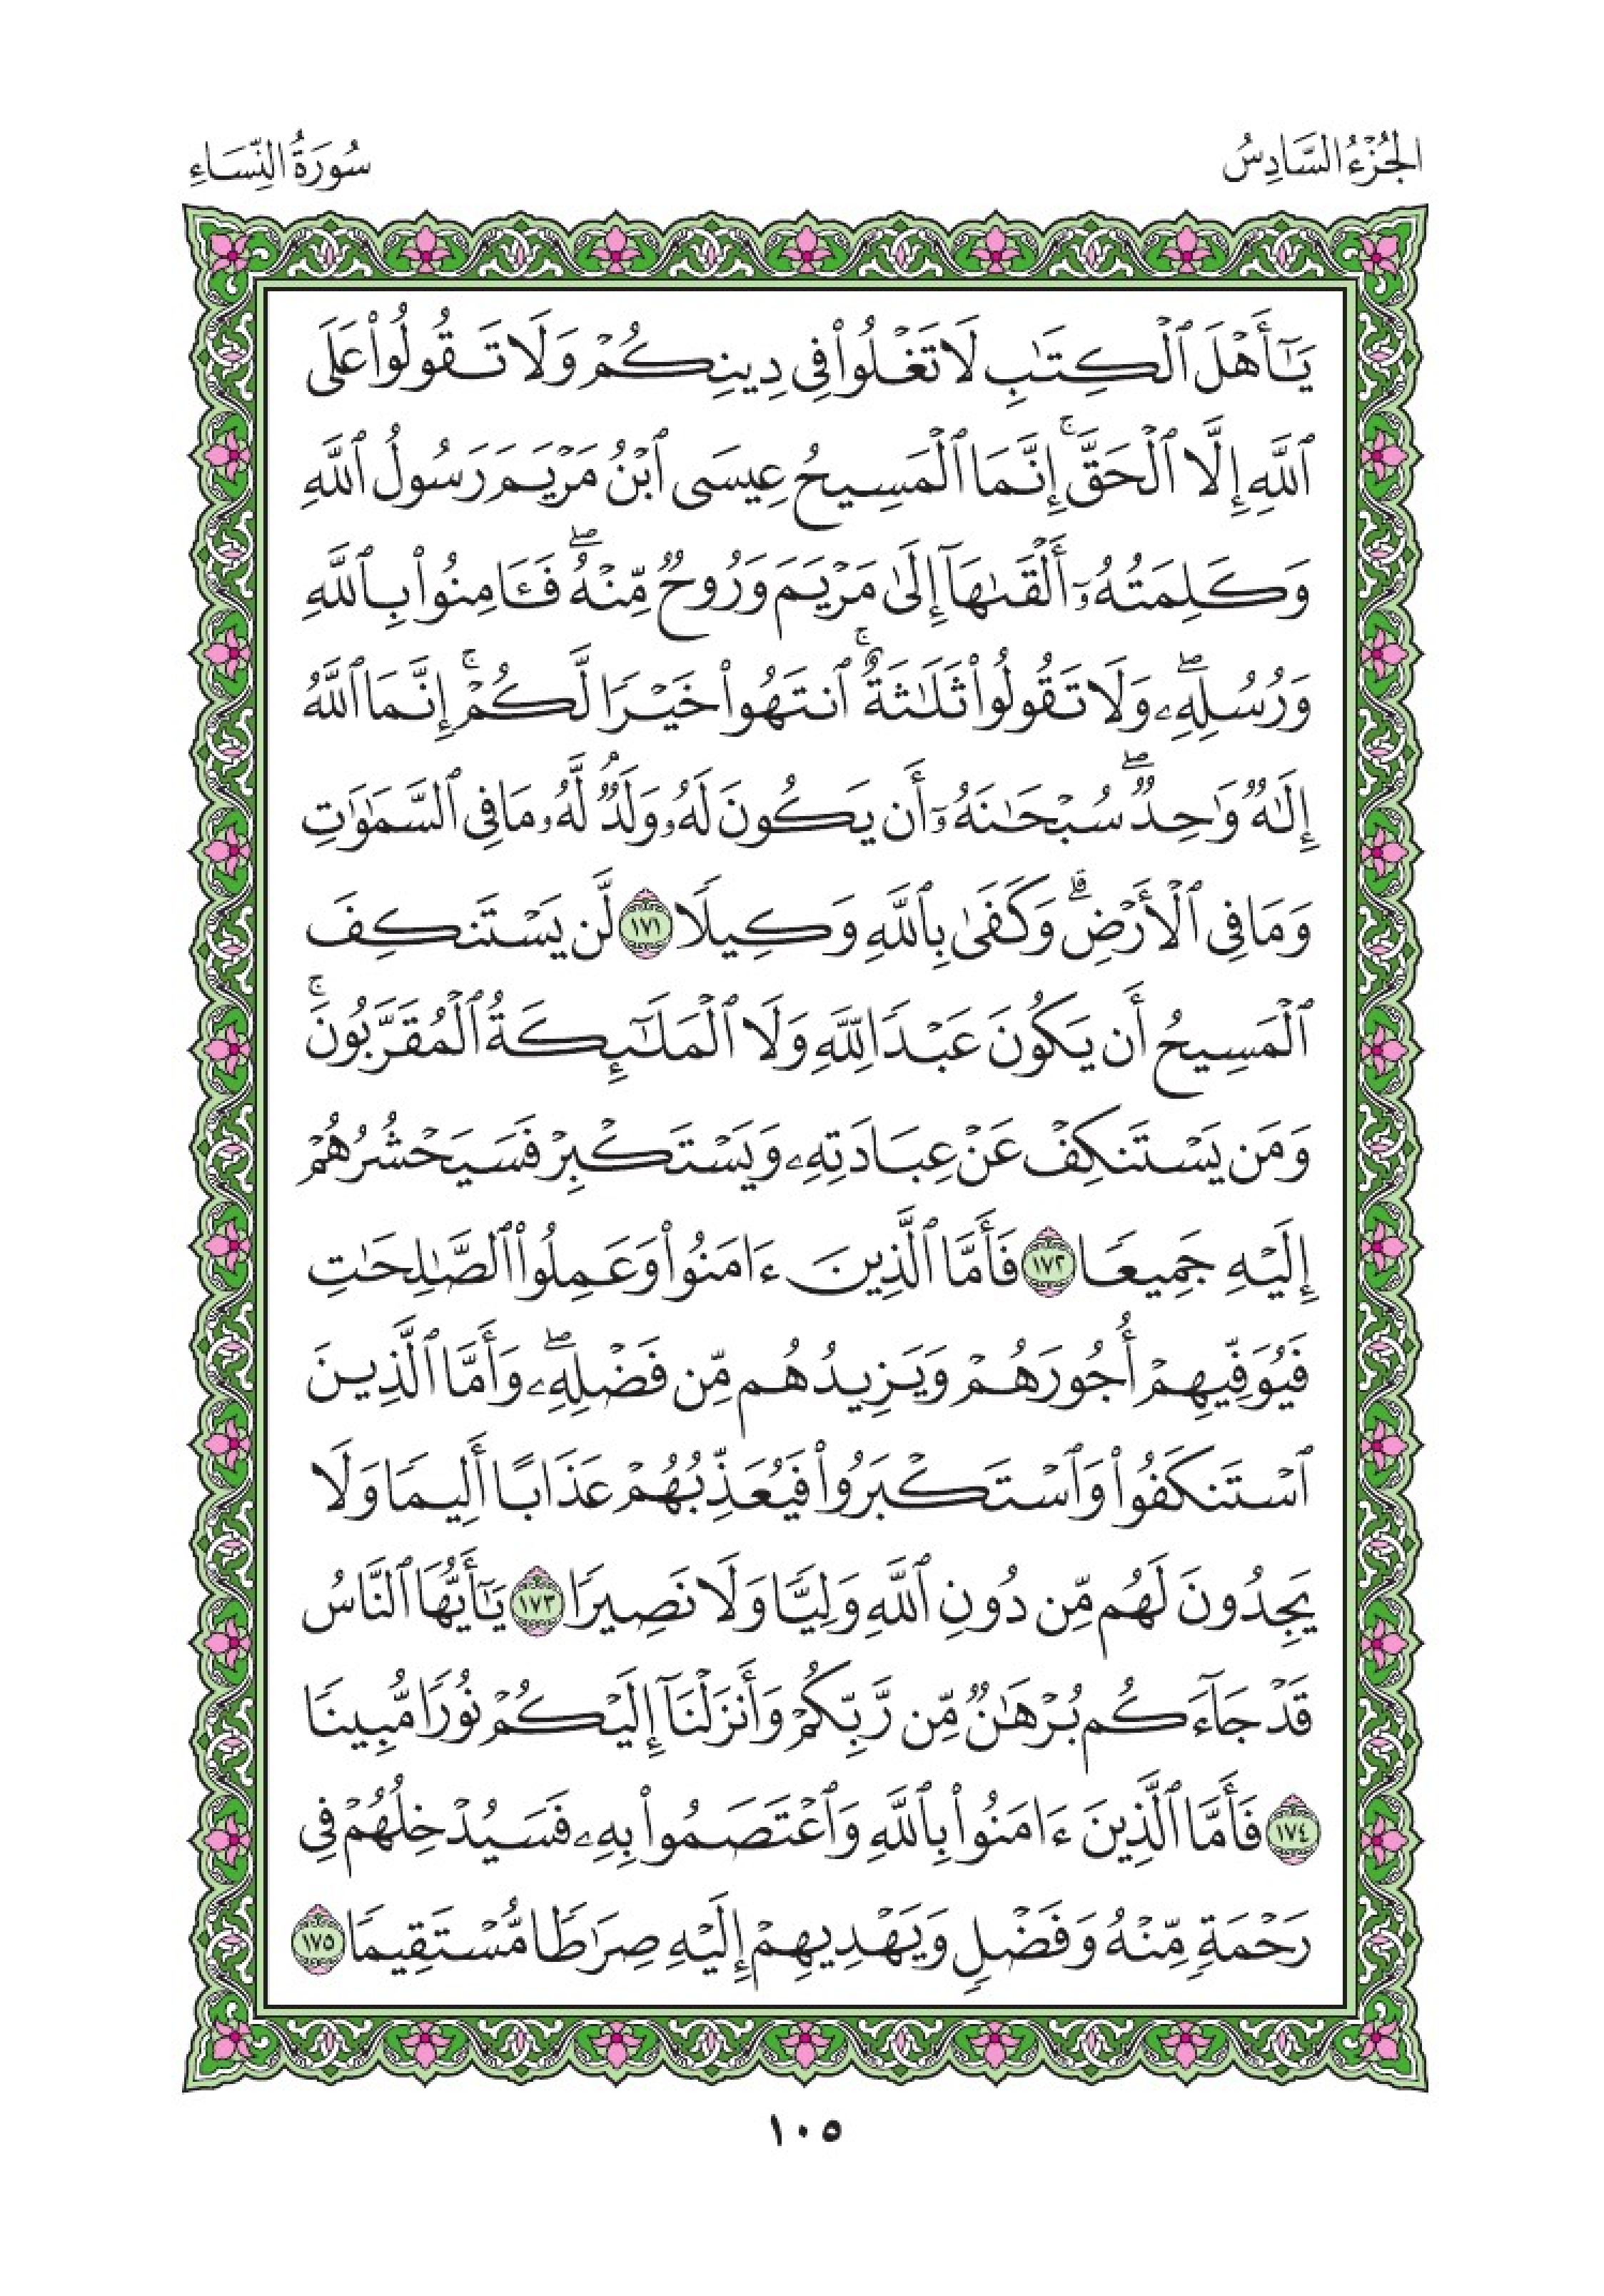 الجُزْءُ السَّادِسُ
سُورَةُ النِّسَاءِ
يَـٰٓأَهْلَ ٱلْكِتَـٰبِ لَا تَغْلُوا۟ فِى دِينِكُمْ وَلَا تَقُولُوا۟ عَلَى
ٱللَّهِ إِلَّا ٱلْحَقَّ ۚ إِنَّمَا ٱلْمَسِيحُ عِيسَى ٱبْنُ مَرْيَمَ رَسُولُ ٱللَّهِ
وَكَلِمَتُهُۥٓ أَلْقَىٰهَآ إِلَىٰ مَرْيَمَ وَرُوحٌ مِّنْهُ ۖ فَـَٔامِنُوا۟ بِٱللَّهِ
وَرُسُلِهِۦ ۖ وَلَا تَقُولُوا۟ ثَلَـٰثَةٌ ۚ ٱنتَهُوا۟ خَيْرًا لَّكُمْ ۚ إِنَّمَا ٱللَّهُ
إِلَـٰهٌ وَٰحِدٌ ۖ سُبْحَـٰنَهُۥٓ أَن يَكُونَ لَهُۥ وَلَدٌ ۘ لَّهُۥ مَا فِى ٱلسَّمَـٰوَٰتِ
وَمَا فِى ٱلْأَرْضِ ۗ وَكَفَىٰ بِٱللَّهِ وَكِيلًا ١٧١ لَّن يَسْتَنكِفَ
ٱلْمَسِيحُ أَن يَكُونَ عَبْدًا لِّلَّهِ وَلَا ٱلْمَلَـٰٓئِكَةُ ٱلْمُقَرَّبُونَ ۚ
وَمَن يَسْتَنكِفْ عَنْ عِبَادَتِهِۦ وَيَسْتَكْبِرْ فَسَيَحْشُرُهُمْ
إِلَيْهِ جَمِيعًا ١٧٢ فَأَمَّا ٱلَّذِينَ ءَامَنُوا۟ وَعَمِلُوا۟ ٱلصَّـٰلِحَـٰتِ
فَيُوَفِّيهِمْ أُجُورَهُمْ وَيَزِيدُهُم مِّن فَضْلِهِۦ ۖ وَأَمَّا ٱلَّذِينَ
ٱسْتَنكَفُوا۟ وَٱسْتَكْبَرُوا۟ فَيُعَذِّبُهُمْ عَذَابًا أَلِيمًا وَلَا
يَجِدُونَ لَهُم مِّن دُونِ ٱللَّهِ وَلِيًّا وَلَا نَصِيرًا ١٧٣ يَـٰٓأَيُّهَا ٱلنَّاسُ
قَدْ جَآءَكُم بُرْهَـٰنٌ مِّن رَّبِّكُمْ وَأَنزَلْنَآ إِلَيْكُمْ نُورًا مُّبِينًا
١٧٤ فَأَمَّا ٱلَّذِينَ ءَامَنُوا۟ بِٱللَّهِ وَٱعْتَصَمُوا۟ بِهِۦ فَسَيُدْخِلُهُمْ فِى
رَحْمَةٍ مِّنْهُ وَفَضْلٍ وَيَهْدِيهِمْ إِلَيْهِ صِرَٰطًا مُّسْتَقِيمًا ١٧٥
١٠٥